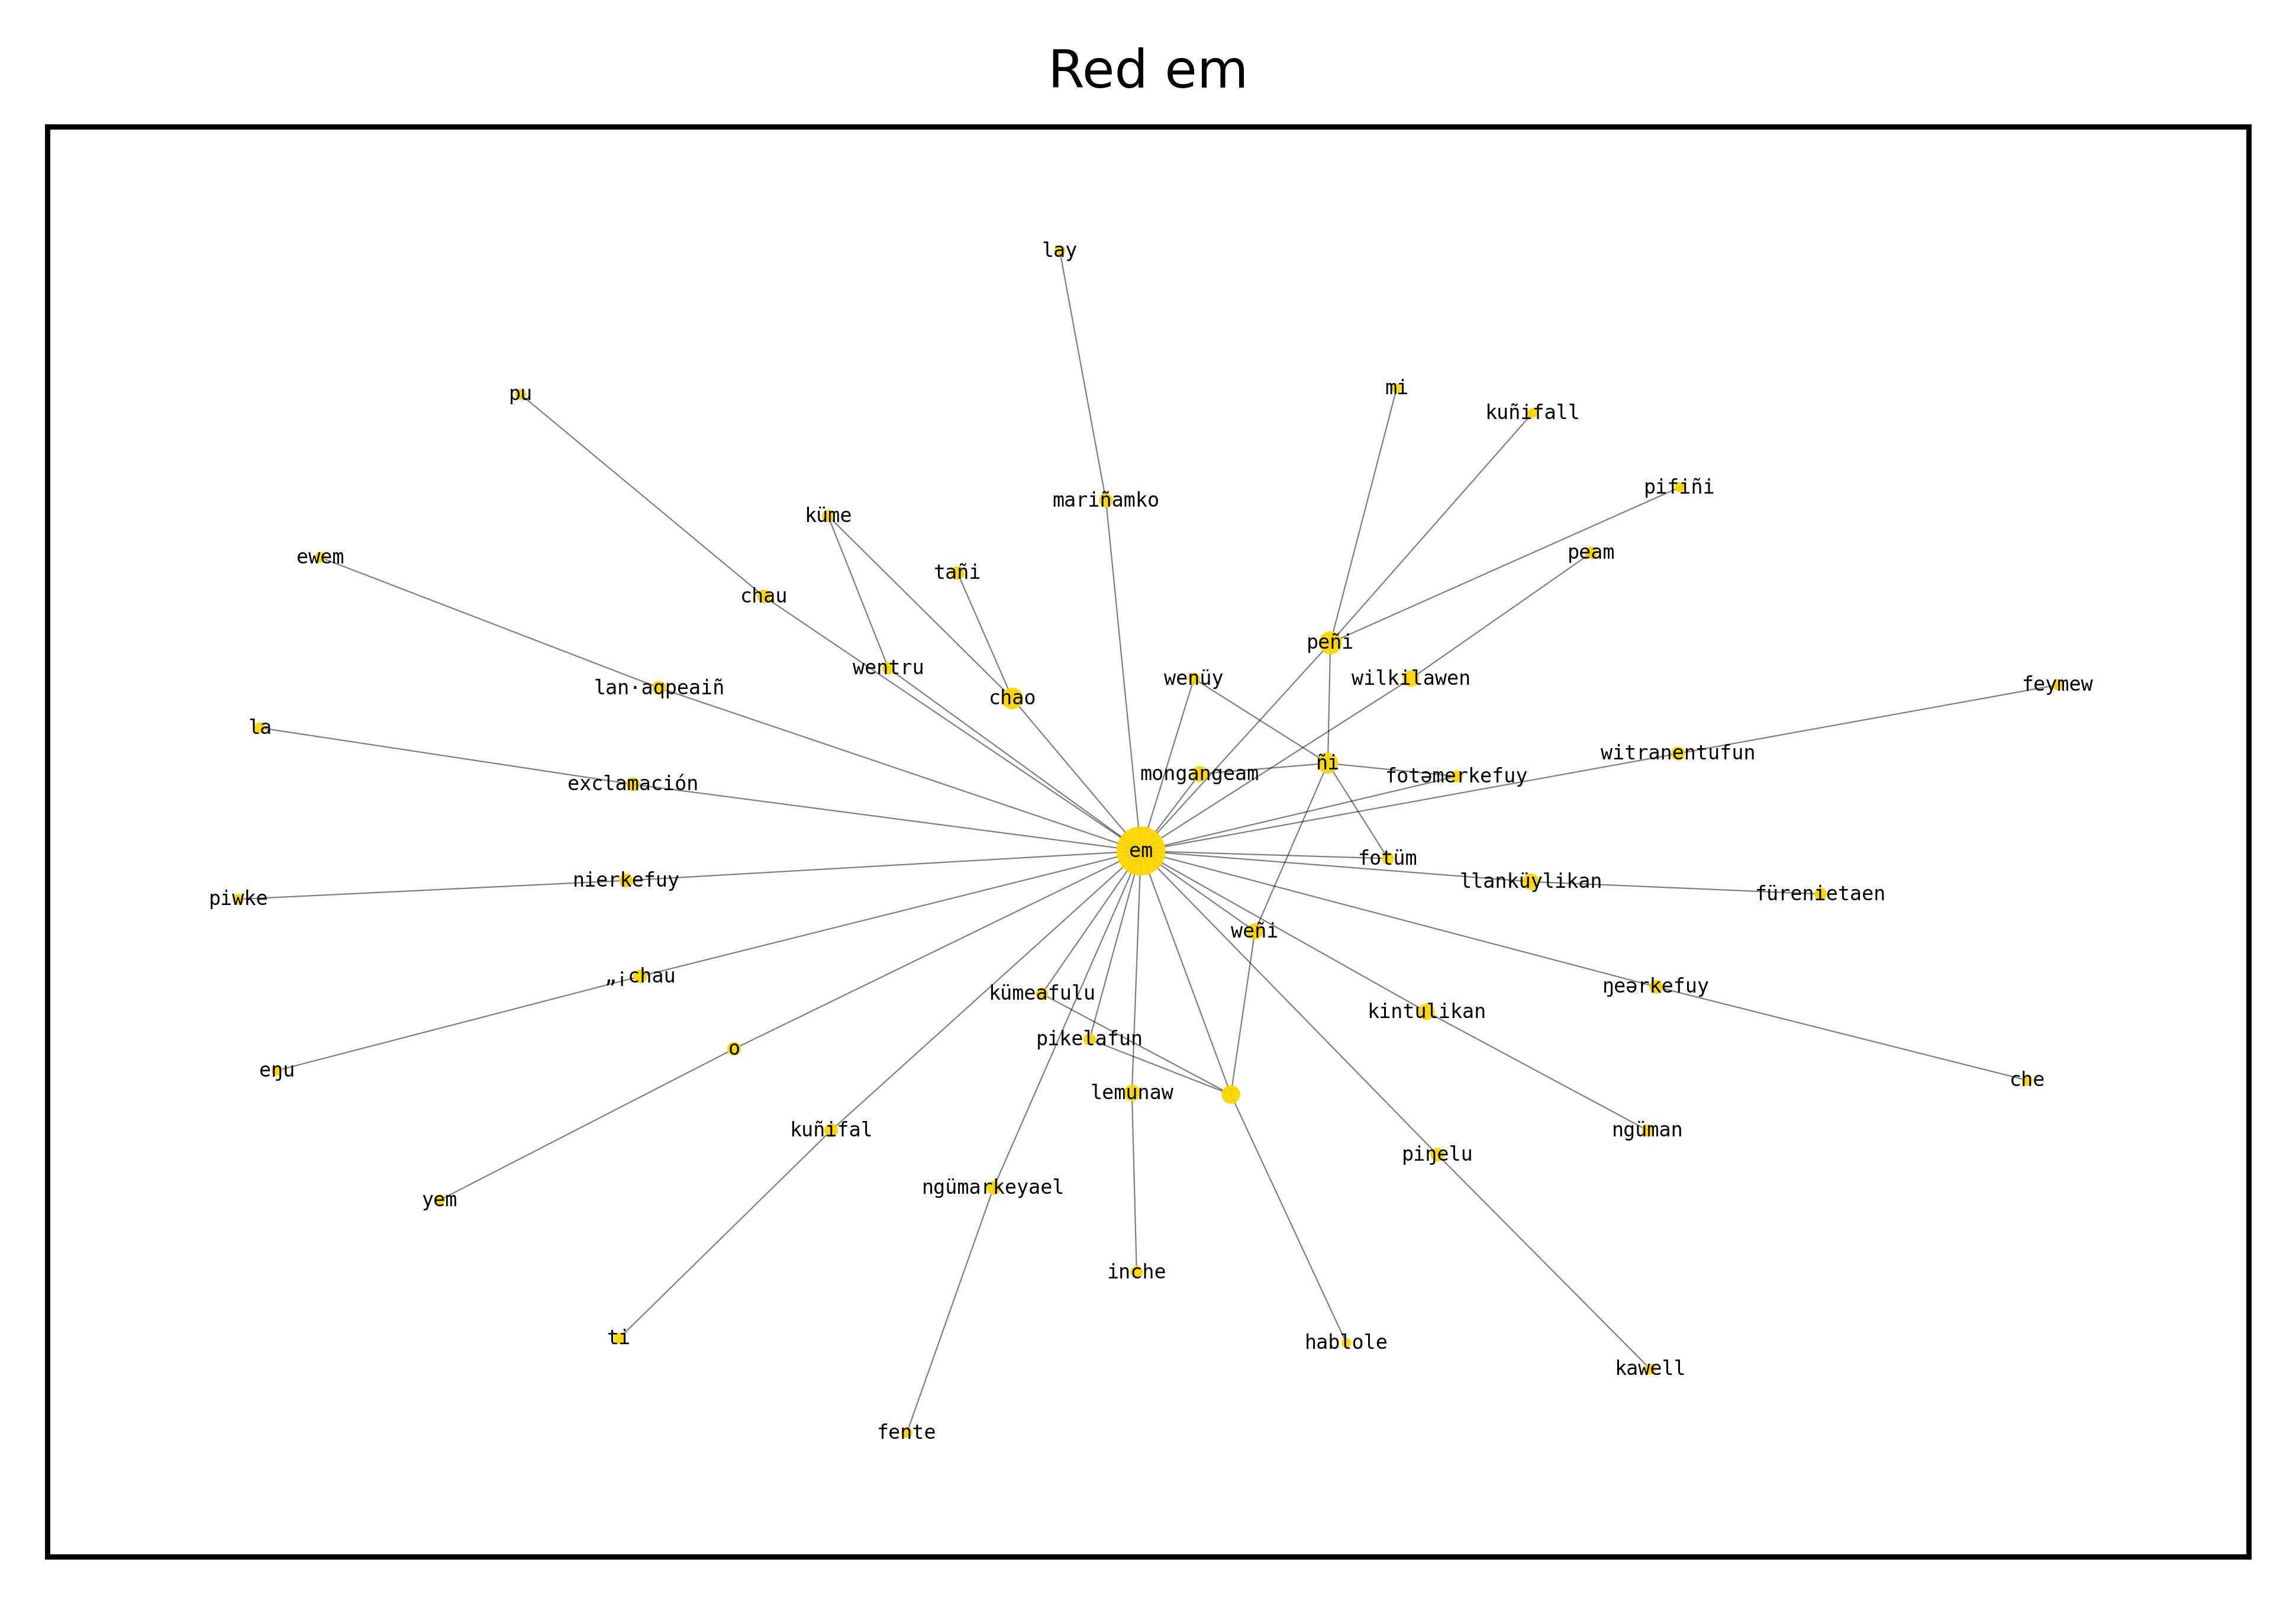 Red em
lay
mi
pu
kuñifall
pifiñi
mariñamko
küme
peam
ewem
tañi
chau
peñi
wentru
wenüy
wilkilawen
feymew
lan·aqpeaiñ
chao
la
witranentufun
ñi
mongangeam
fotəmerkefuy
exclamación
em
fotüm
nierkefuy
llanküylikan
fürenietaen
piwke
weñi
„¡chau
ŋeərkefuy
kümeafulu
kintulikan
pikelafun
o
eŋu
che
lemunaw
kuñifal
ngüman
piŋelu
ngümarkeyael
yem
inche
ti
hablole
kawell
fente